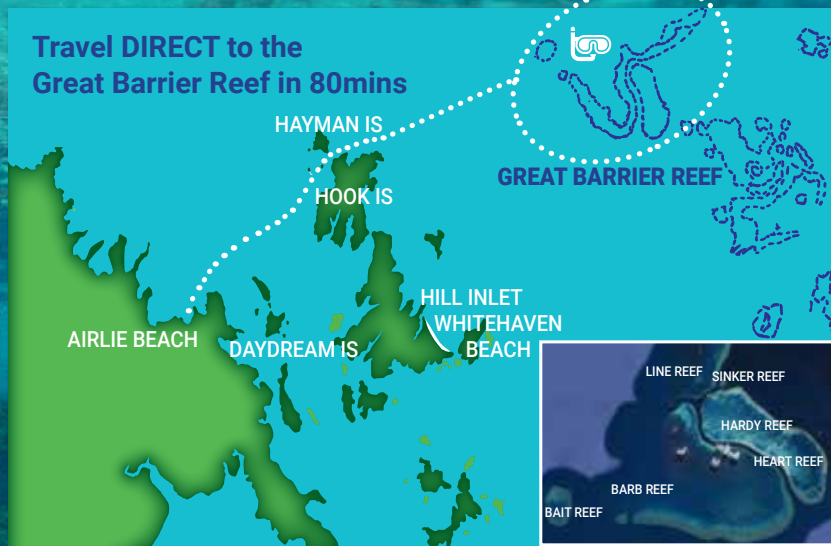 Travel DIRECT to the
Great Barrier Reef in 80mins
HAYMAN IS
HOOK IS
GREAT BARRIER REEF
HILL INLET
WHITEHAVEN
BEACH
AIRLIE BEACH
DAYDREAM IS
LINE REEF
SINKER REEF
HARDY REEF
HEART REEF
BARB REEF
BAIT REEF